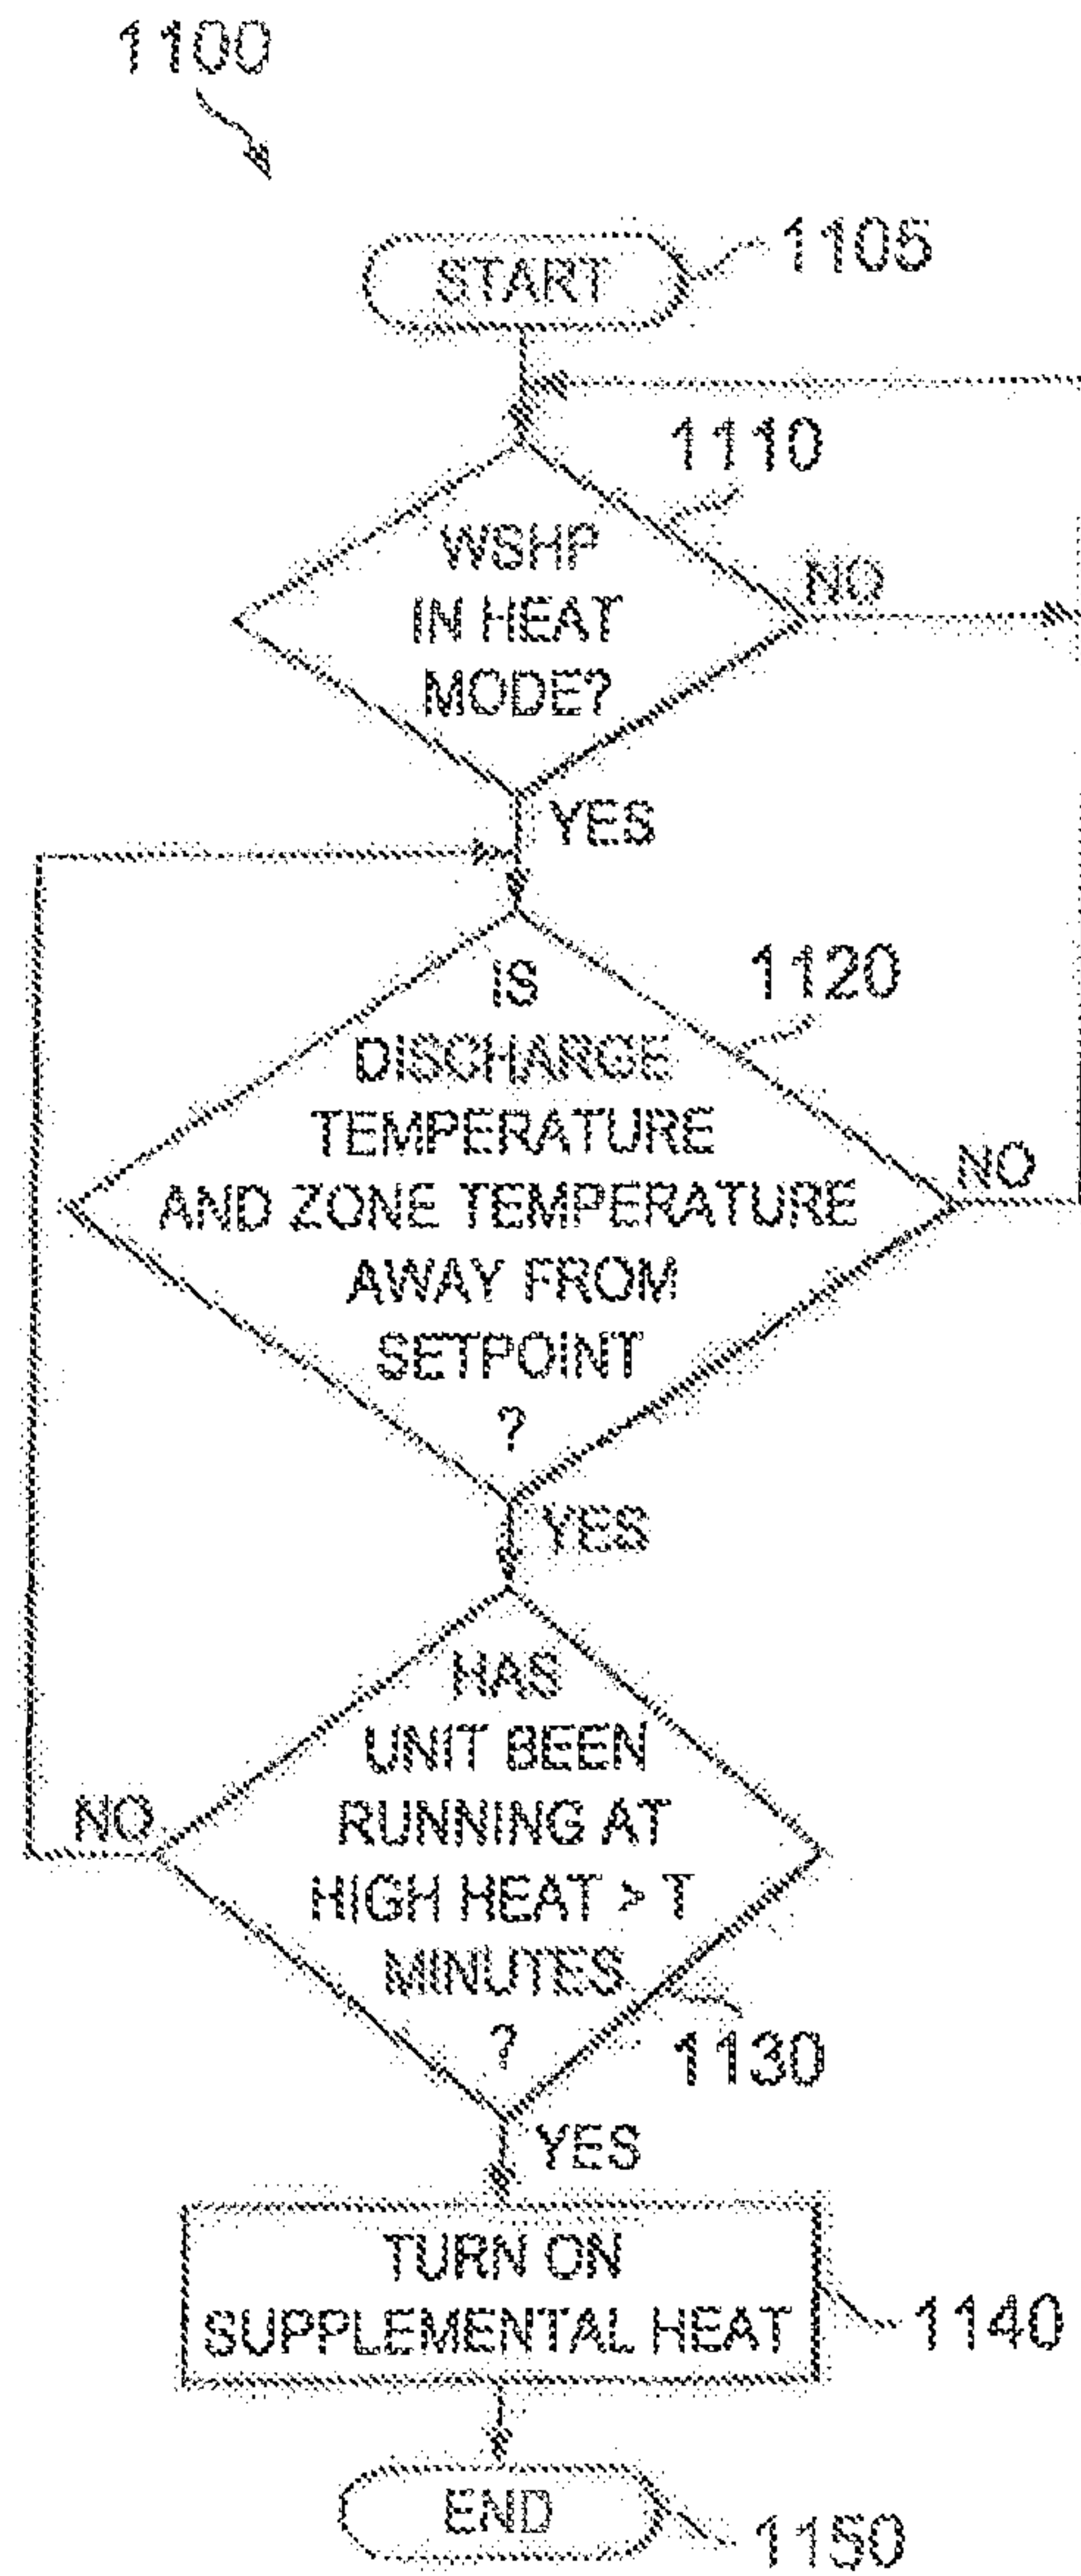 1100
START
1105
1110
WSHP
IN HEAT
MODE?
NO
YES
1120
IS
DISCHARGE
TEMPERATURE
AND ZONE TEMPERATURE
AWAY FROM
SETPOINT
?
NO
YES
HAS
UNIT BEEN
RUNNING AT
HIGH HEAT > T
MINUTES
?
NO
1130
YES
TURN ON
SUPPLEMENTAL HEAT
1140
END
1150